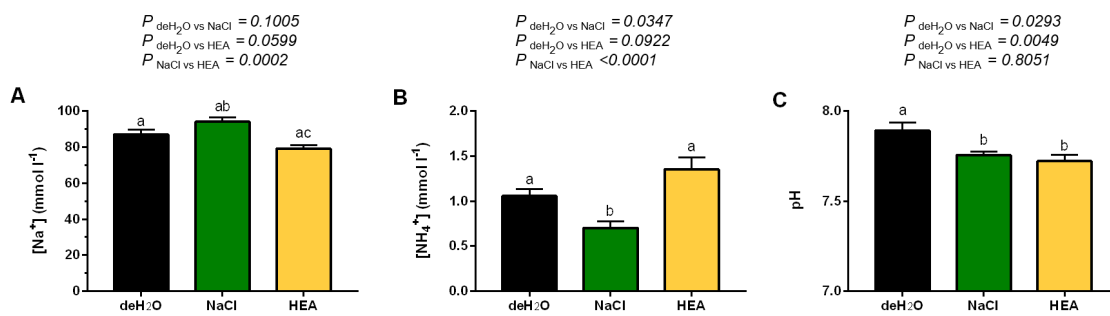 P deH₂O vs NaCl = 0.1005
P deH₂O vs HEA = 0.0599
P NaCl vs HEA = 0.0002
P deH₂O vs NaCl = 0.0347
P deH₂O vs HEA = 0.0922
P NaCl vs HEA <0.0001
P deH₂O vs NaCl = 0.0293
P deH₂O vs HEA = 0.0049
P NaCl vs HEA = 0.8051
A
[Na⁺] (mmol l⁻¹)
100
80
60
40
20
0
a
ab
ac
deH₂O NaCl HEA
B
[NH₄⁺] (mmol l⁻¹)
2.0
1.5
1.0
0.5
0.0
a
b
a
deH₂O NaCl HEA
C
pH
8.0
7.5
7.0
a
b
b
deH₂O NaCl HEA